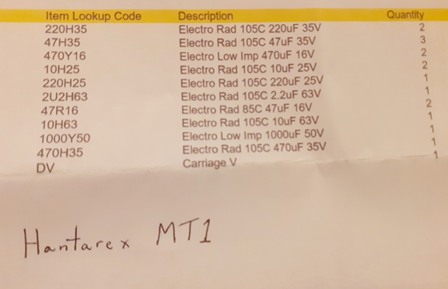 Item Lookup Code Description Quantity
220H35 Electro Rad 105C 220uF 35V 2
47H35 Electro Rad 105C 47uF 35V 3
470Y16 Electro Low Imp 470uF 16V 2
10H25 Electro Rad 105C 10uF 25V 2
220H25 Electro Rad 105C 220uF 25V 1
2U2H63 Electro Rad 105C 2.2uF 63V 1
47R16 Electro Rad 85C 47uF 16V 2
10H63 Electro Rad 105C 10uF 63V 1
1000Y50 Electro Low Imp 1000uF 50V 1
470H35 Electro Rad 105C 470uF 35V 1
DV Carriage V 1
Hantarex MT1